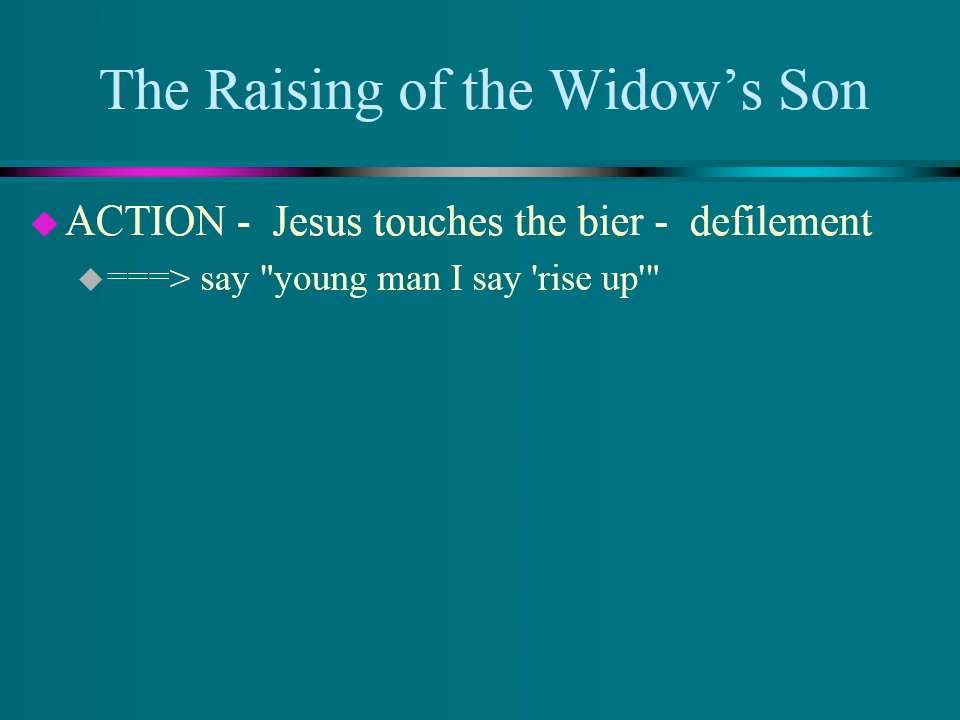 The Raising of the Widow’s Son
ACTION -  Jesus touches the bier -  defilement
===> say "young man I say 'rise up'"